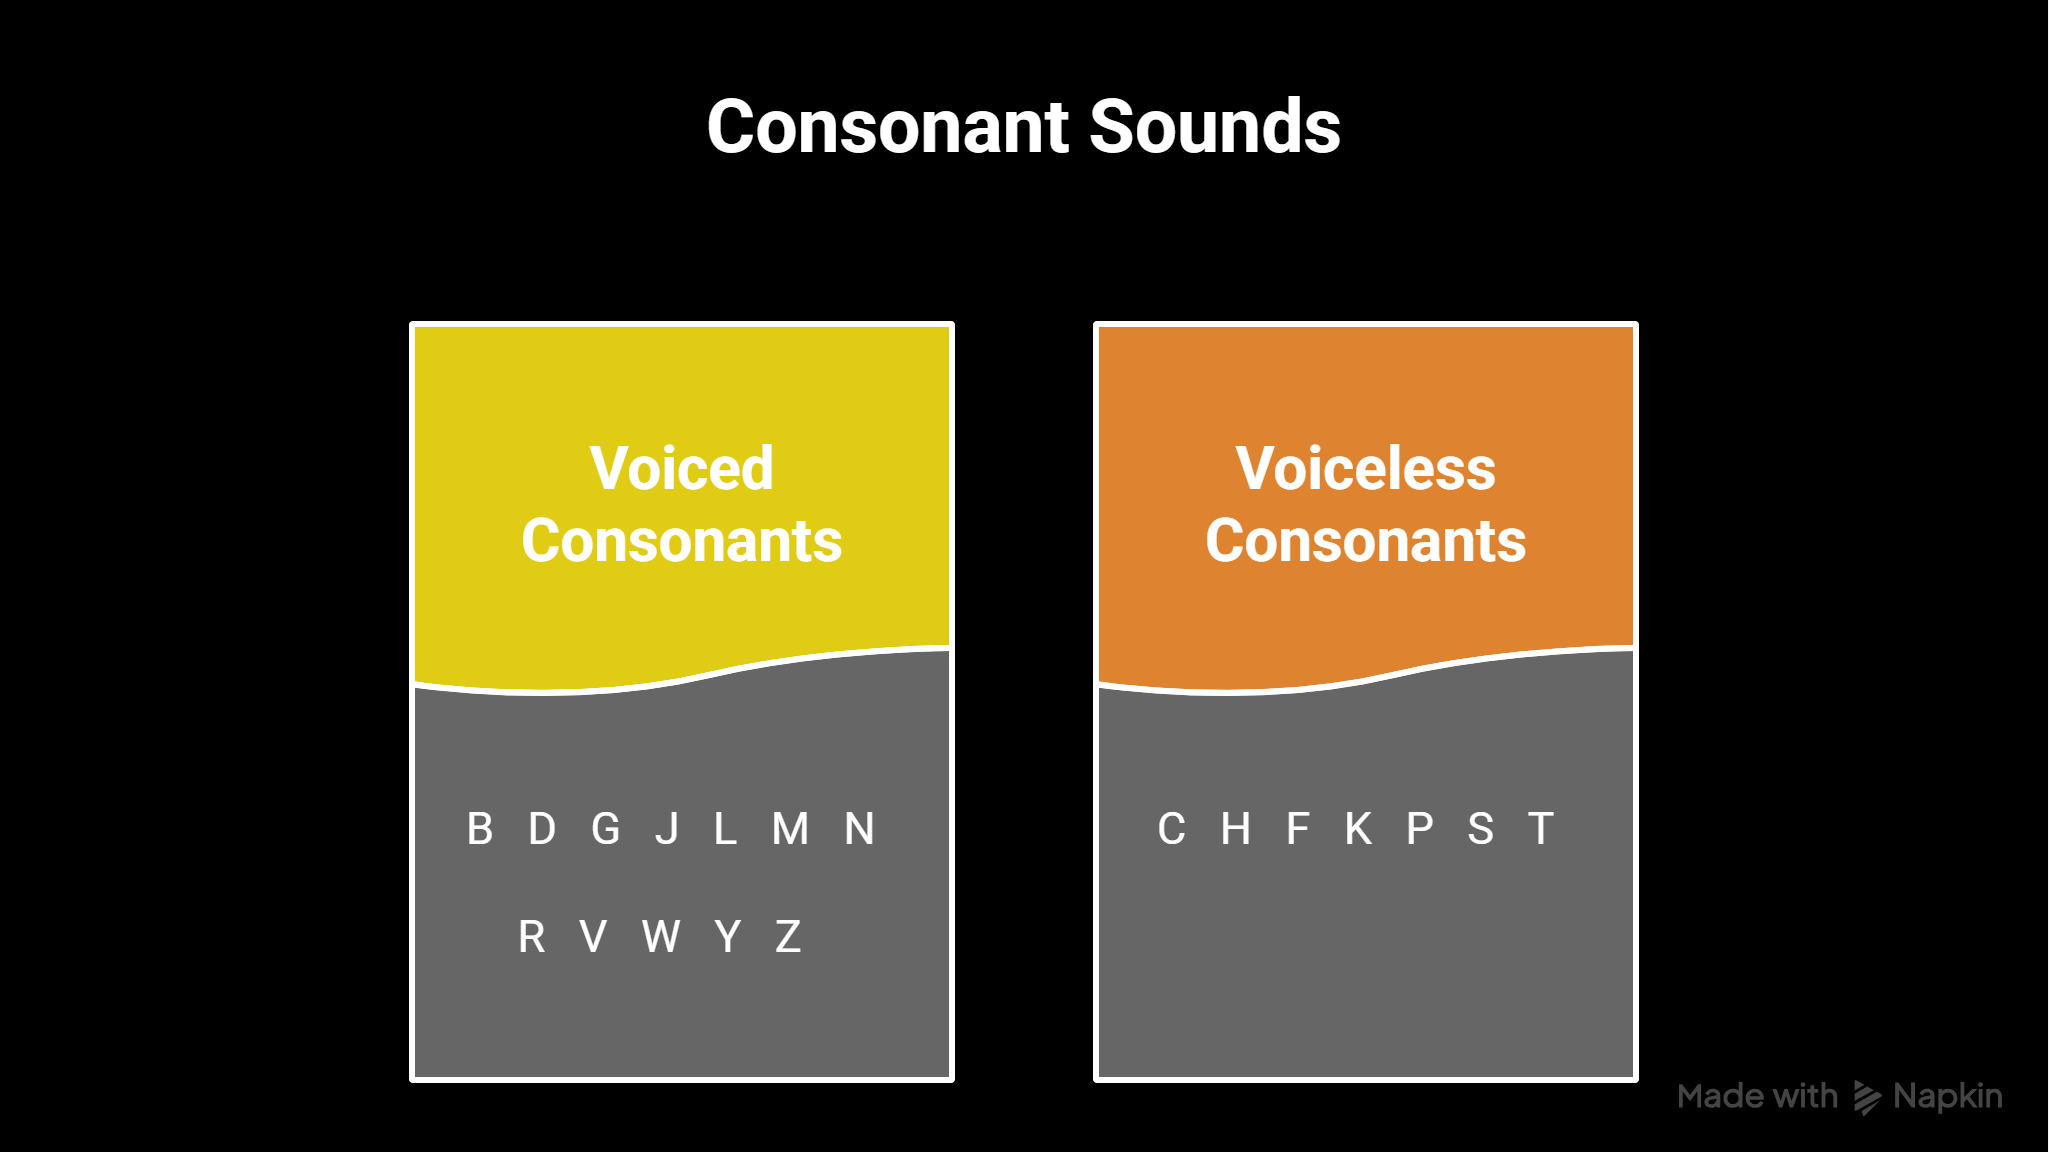 Consonant Sounds
Voiced
Consonants
B D G J L M N
R V W Y Z
Voiceless
Consonants
C H F K P S T
Made with Napkin